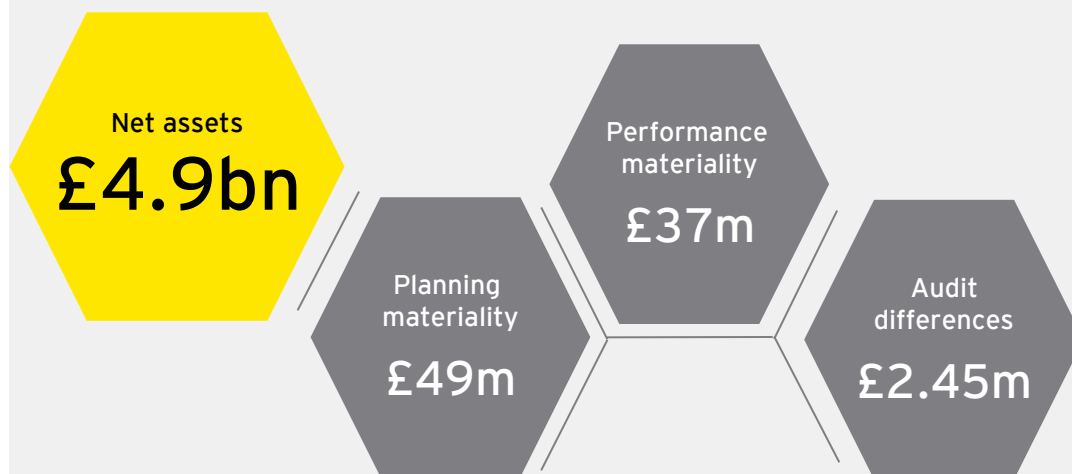 Net assets
£4.9bn
Planning
materiality
£49m
Performance
materiality
£37m
Audit
differences
£2.45m